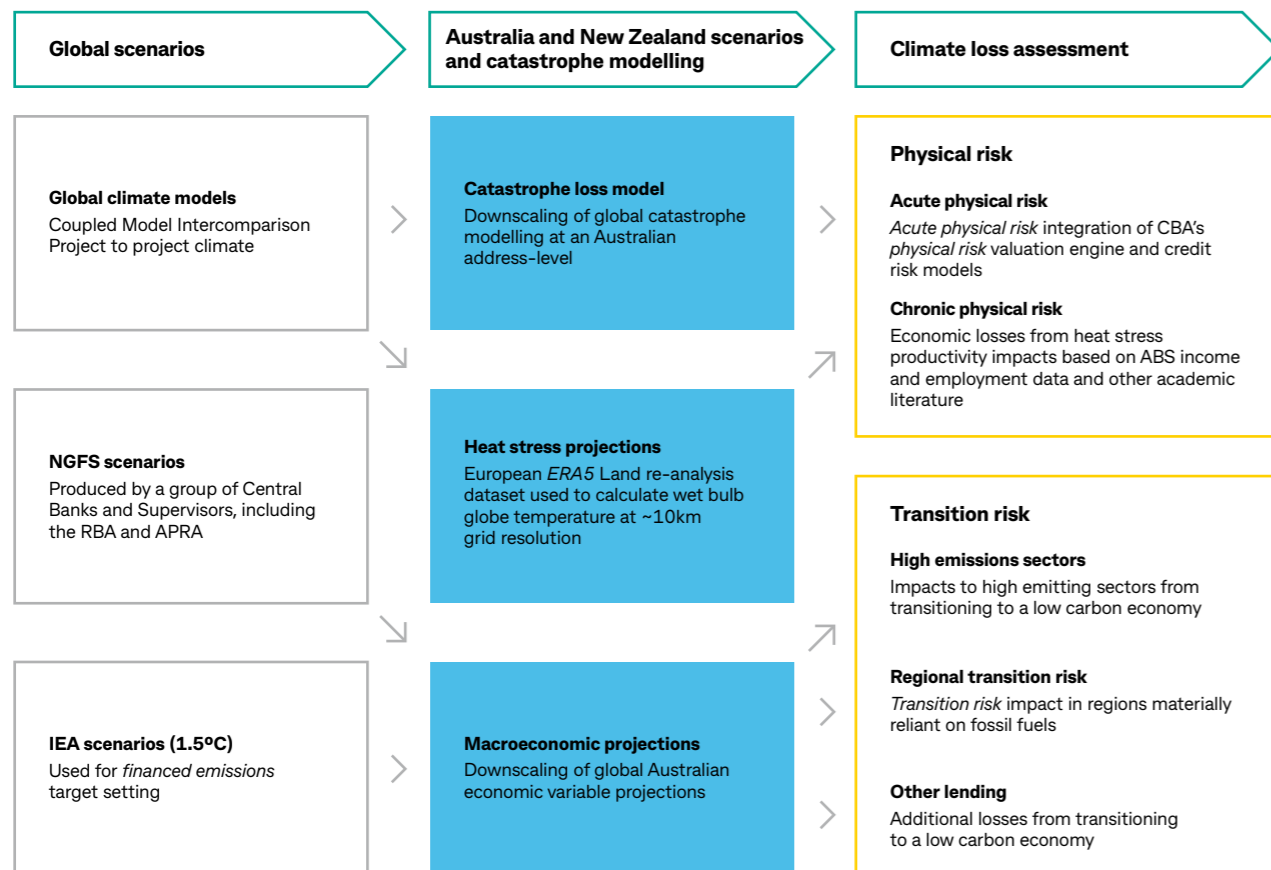 Global scenarios
Australia and New Zealand scenarios
and catastrophe modelling
Climate loss assessment
Global climate models
Coupled Model Intercomparison
Project to project climate
Catastrophe loss model
Downscaling of global catastrophe
modelling at an Australian
address-level
Physical risk
Acute physical risk
Acute physical risk integration of CBA's
physical risk valuation engine and credit
risk models
Chronic physical risk
Economic losses from heat stress
productivity impacts based on ABS income
and employment data and other academic
literature
NGFS scenarios
Produced by a group of Central
Banks and Supervisors, including
the RBA and APRA
Heat stress projections
European ERA5 Land re-analysis
dataset used to calculate wet bulb
globe temperature at ~10km
grid resolution
Transition risk
High emissions sectors
Impacts to high emitting sectors from
transitioning to a low carbon economy
Regional transition risk
Transition risk impact in regions materially
reliant on fossil fuels
Other lending
Additional losses from transitioning
to a low carbon economy
IEA scenarios (1.5ºC)
Used for financed emissions
target setting
Macroeconomic projections
Downscaling of global Australian
economic variable projections